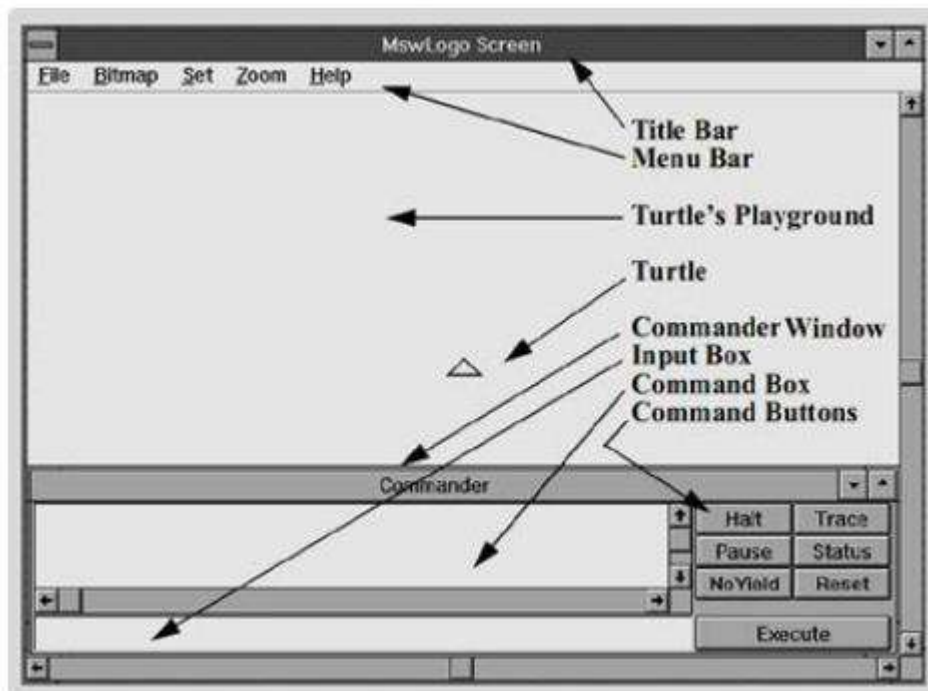 MswLogo Screen
File Bitmap Set Zoom Help
Title Bar
Menu Bar
Turtle's Playground
Turtle
Commander Window
Input Box
Command Box
Command Buttons
Commander
Halt Trace
Pause Status
NoYield Reset
Execute